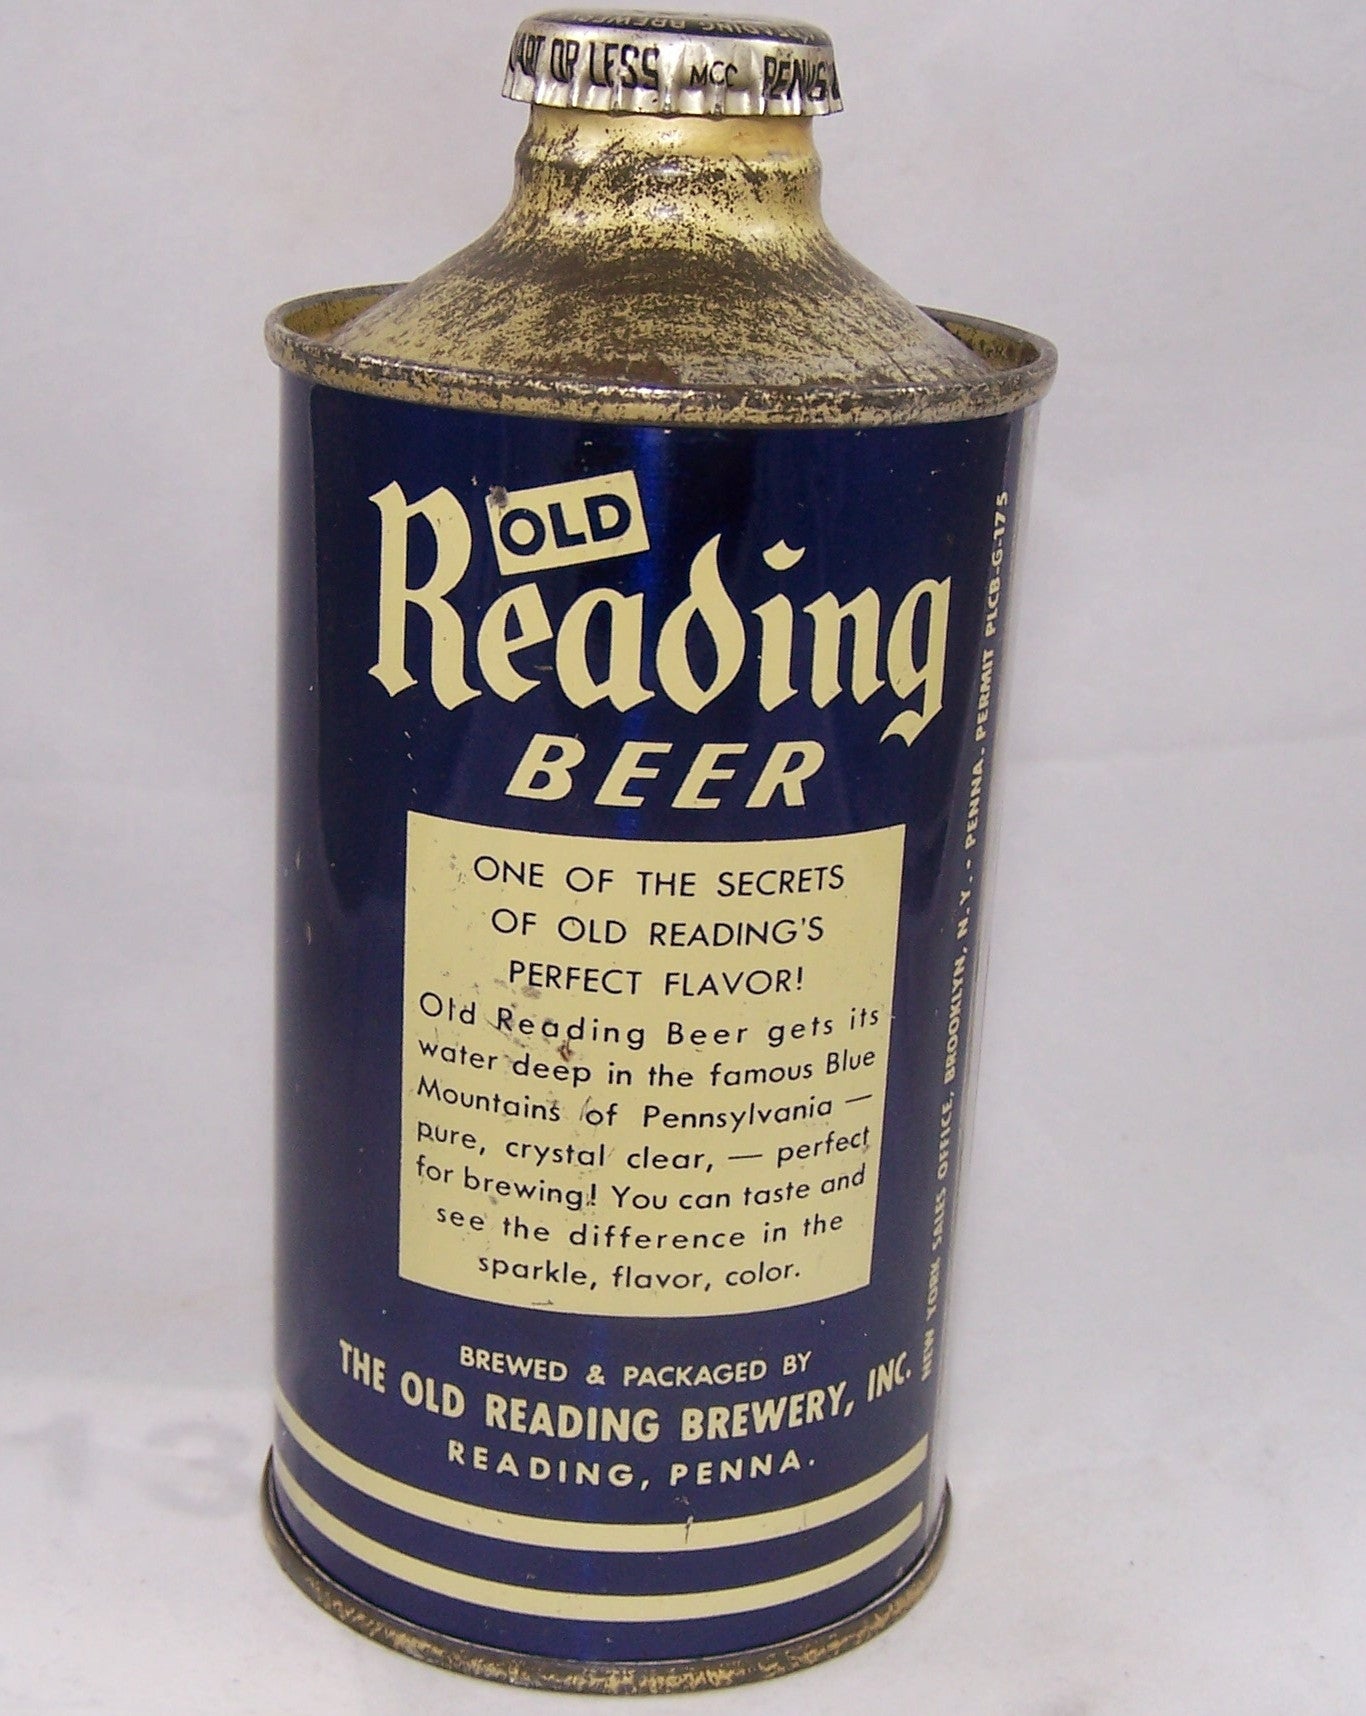 READING BREWERY
OR LESS MCC
OLD
Reading
BEER
ONE OF THE SECRETS
OF OLD READING'S
PERFECT FLAVOR!
Old Reading Beer gets its
water deep in the famous Blue
Mountains of Pennsylvania —
pure, crystal clear, — perfect
for brewing! You can taste and
see the difference in the
sparkle, flavor, color.
BREWED & PACKAGED BY
THE OLD READING BREWERY, INC.
READING, PENNA.
NEW YORK SALES OFFICE, BROOKLYN, N.Y. • PENNA. PERMIT PLCB-G-175